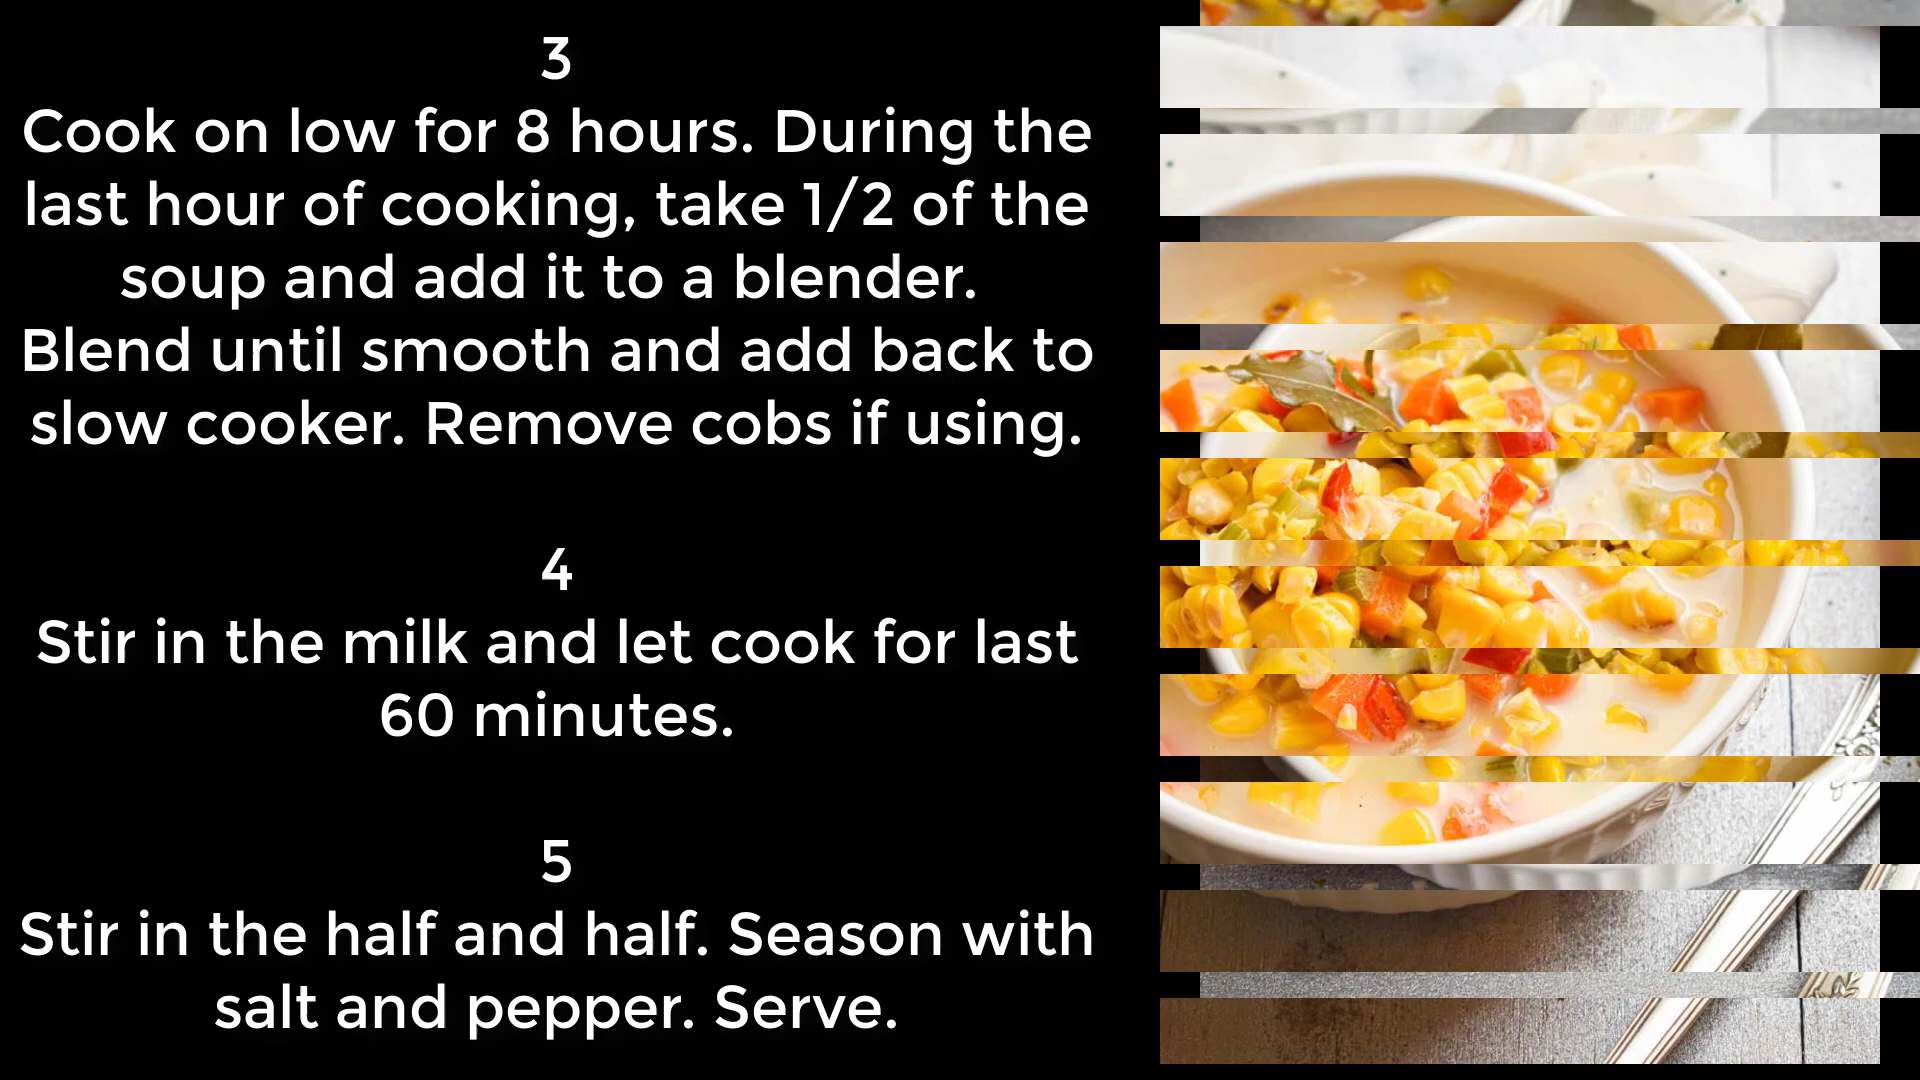 3
Cook on low for 8 hours. During the
last hour of cooking, take 1/2 of the
soup and add it to a blender.
Blend until smooth and add back to
slow cooker. Remove cobs if using.
4
Stir in the milk and let cook for last
60 minutes.
5
Stir in the half and half. Season with
salt and pepper. Serve.